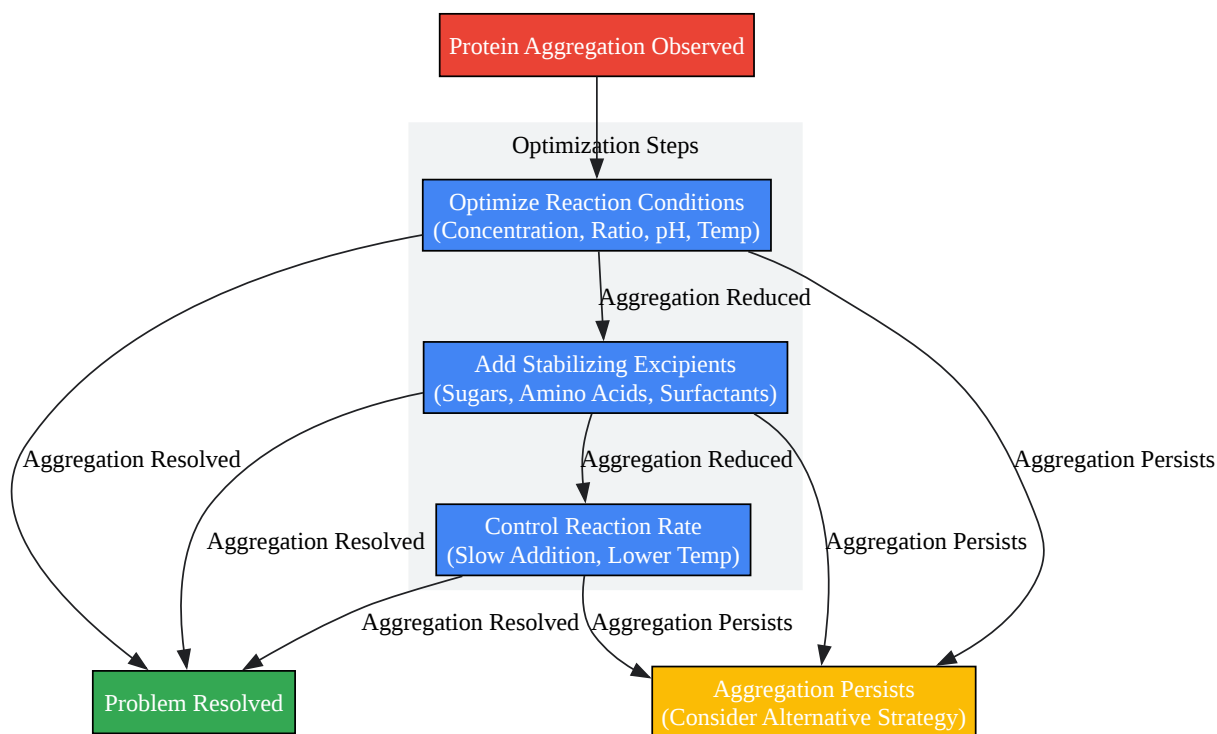 Protein Aggregation Observed
Optimization Steps
Optimize Reaction Conditions
(Concentration, Ratio, pH, Temp)
Aggregation Reduced
Add Stabilizing Excipients
(Sugars, Amino Acids, Surfactants)
Aggregation Resolved
Aggregation Reduced
Aggregation Persists
Control Reaction Rate
(Slow Addition, Lower Temp)
Aggregation Resolved
Aggregation Persists
Aggregation Resolved
Aggregation Persists
Problem Resolved
Aggregation Persists
(Consider Alternative Strategy)